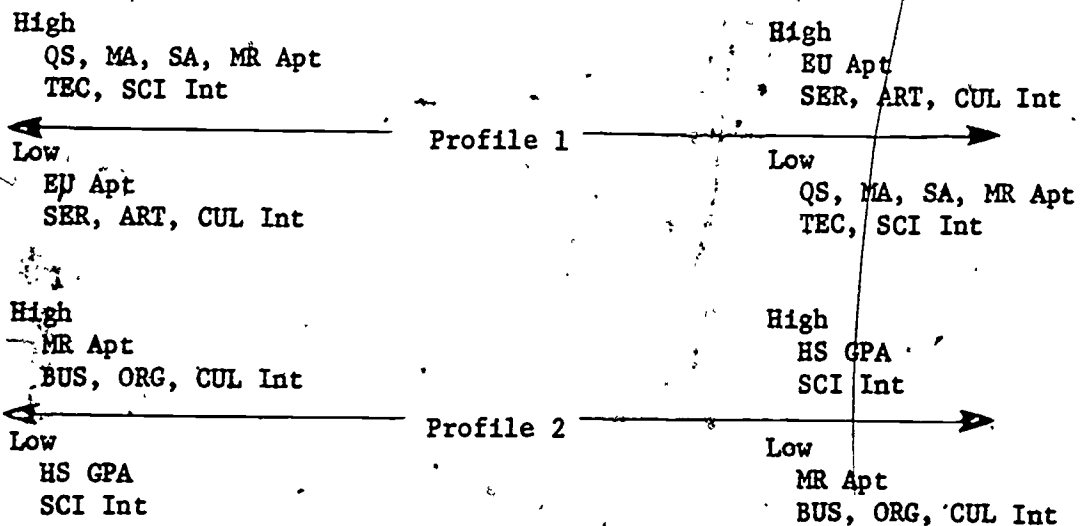 High
QS, MA, SA, MR Apt
TEC, SCI Int
High
EU Apt
SER, ART, CUL Int
Profile 1
Low
EU Apt
SER, ART, CUL Int
Low
QS, MA, SA, MR Apt
TEC, SCI Int
High
MR Apt
BUS, ORG, CUL Int
High
HS GPA
SCI Int
Profile 2
Low
HS GPA
SCI Int
Low
MR Apt
BUS, ORG, CUL Int